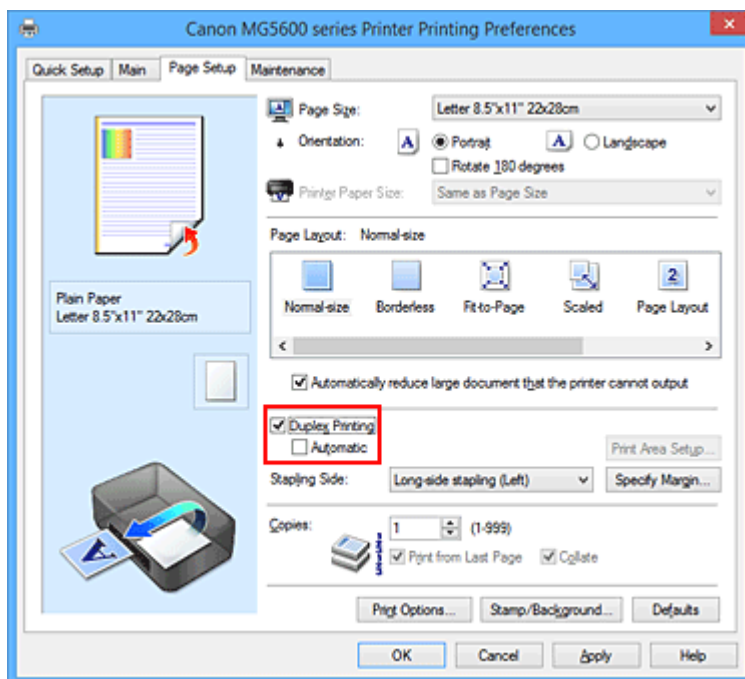 Canon MG5600 series Printer Printing Preferences
Quick Setup Main Page Setup Maintenance
Page Size: Letter 8.5"x11" 22x28cm
Orientation: A Portrait A Landscape
Rotate 180 degrees
Printer Paper Size: Same as Page Size
Page Layout: Normal-size
2
Normal-size Borderless Fit-to-Page Scaled Page Layout
Plain Paper
Letter 8.5"x11" 22x28cm
Automatically reduce large document that the printer cannot output
Duplex Printing
Automatic
Print Area Setup...
Stapling Side: Long-side stapling (Left) Specify Margin...
Copies: 1 (1-999)
Print from Last Page Collate
A
Print Options... Stamp/Background... Defaults
OK Cancel Apply Help